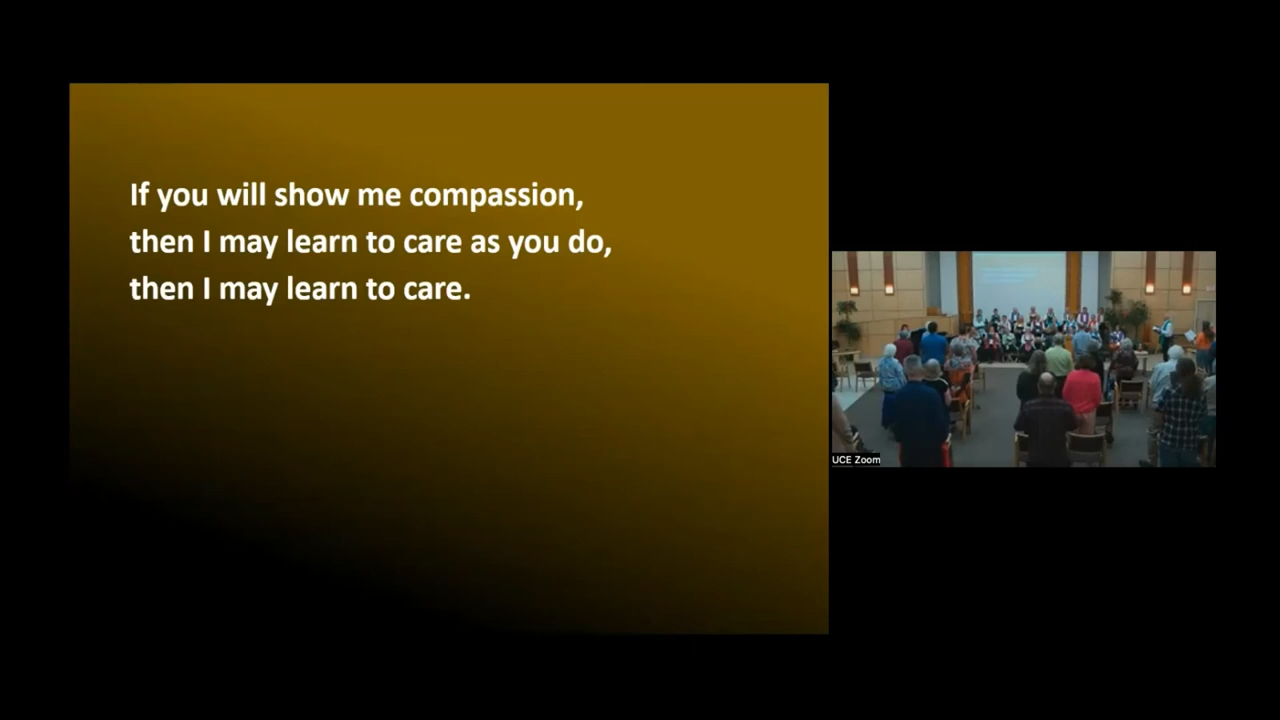 If you will show me compassion,
then I may learn to care as you do,
then I may learn to care.
UCE Zoom